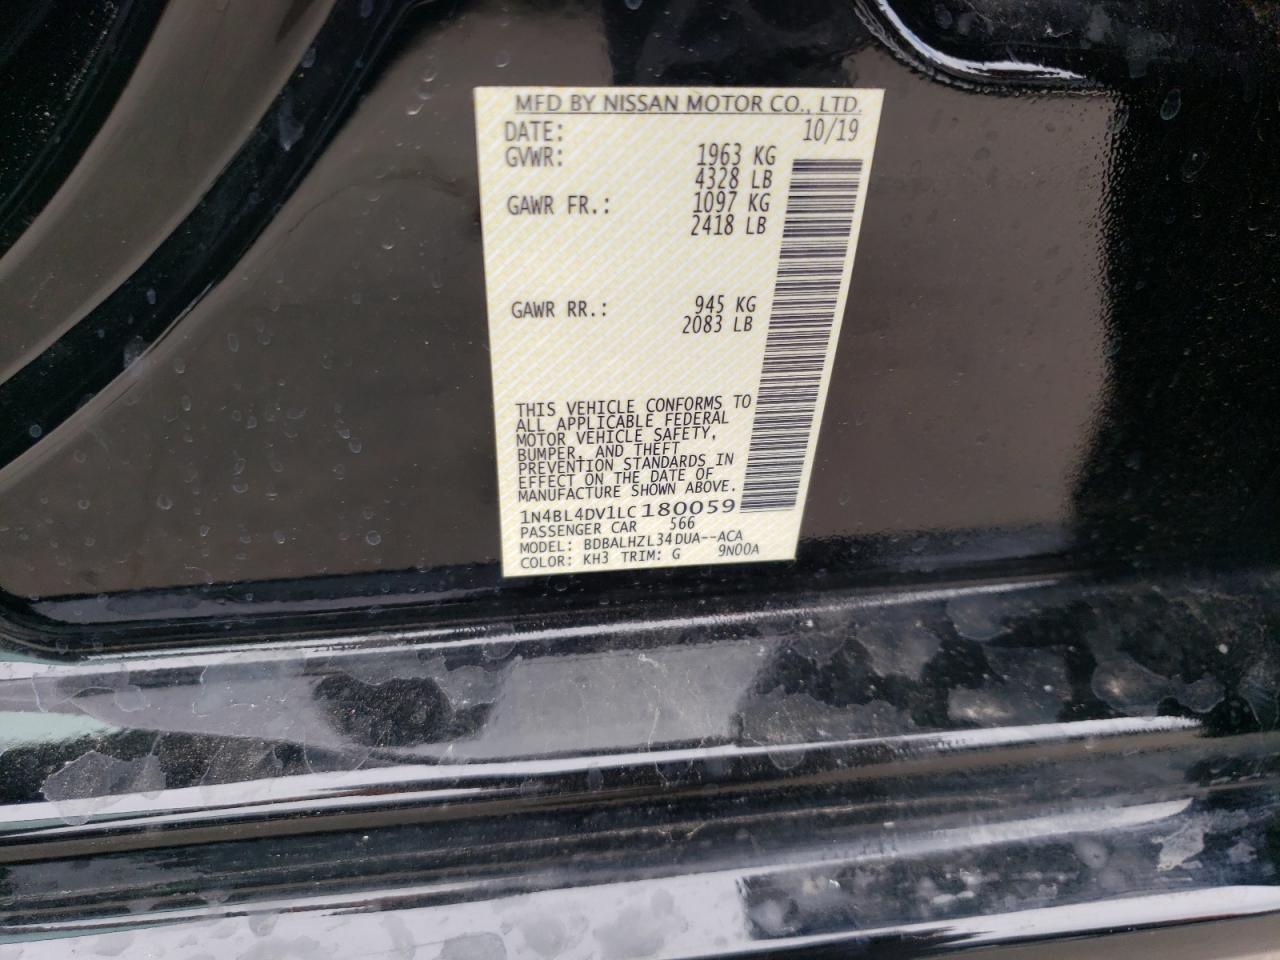 MFD BY NISSAN MOTOR CO., LTD.
DATE: 10/19
GVWR: 1963 KG
4328 LB
GAWR FR.: 1097 KG
2418 LB
GAWR RR.: 945 KG
2083 LB
THIS VEHICLE CONFORMS TO
ALL APPLICABLE FEDERAL
MOTOR VEHICLE SAFETY,
BUMPER, AND THEFT
PREVENTION STANDARDS IN
EFFECT ON THE DATE OF
MANUFACTURE SHOWN ABOVE.
1N4BL4DV1LC180059
PASSENGER CAR 566
MODEL: BDBALHZL34DUA--ACA
COLOR: KH3 TRIM: G 9N00A